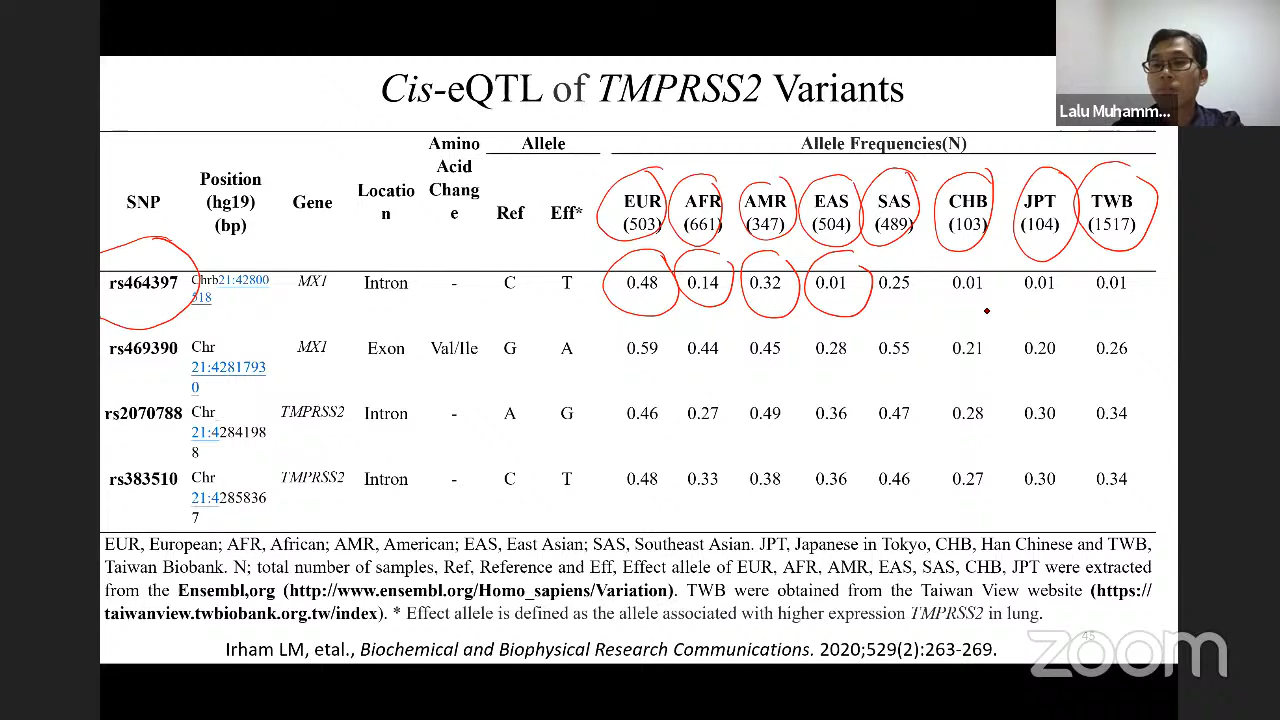 Cis-eQTL of TMPRSS2 Variants
Lalu Muhamm...
SNP Position (hg19) (bp) Gene Locatio n Amino Acid Chang e Allele Ref Eff* Allele Frequencies(N) EUR (503) AFR (661) AMR (347) EAS (504) SAS (489) CHB (103) JPT (104) TWB (1517)
rs464397 Chrb21:42800 518 MX1 Intron - C T 0.48 0.14 0.32 0.01 0.25 0.01 0.01 0.01
rs469390 Chr 21:4281793 0 MX1 Exon Val/Ile G A 0.59 0.44 0.45 0.28 0.55 0.21 0.20 0.26
rs2070788 Chr 21:4284198 8 TMPRSS2 Intron - A G 0.46 0.27 0.49 0.36 0.47 0.28 0.30 0.34
rs383510 Chr 21:4285836 7 TMPRSS2 Intron - C T 0.48 0.33 0.38 0.36 0.46 0.27 0.30 0.34
EUR, European; AFR, African; AMR, American; EAS, East Asian; SAS, Southeast Asian. JPT, Japanese in Tokyo, CHB, Han Chinese and TWB,
Taiwan Biobank. N; total number of samples, Ref, Reference and Eff, Effect allele of EUR, AFR, AMR, EAS, SAS, CHB, JPT were extracted
from the Ensembl,org (http://www.ensembl.org/Homo_sapiens/Variation). TWB were obtained from the Taiwan View website (https://
taiwanview.twbiobank.org.tw/index). * Effect allele is defined as the allele associated with higher expression TMPRSS2 in lung.
45
Irham LM, etal., Biochemical and Biophysical Research Communications. 2020;529(2):263-269.
zoom